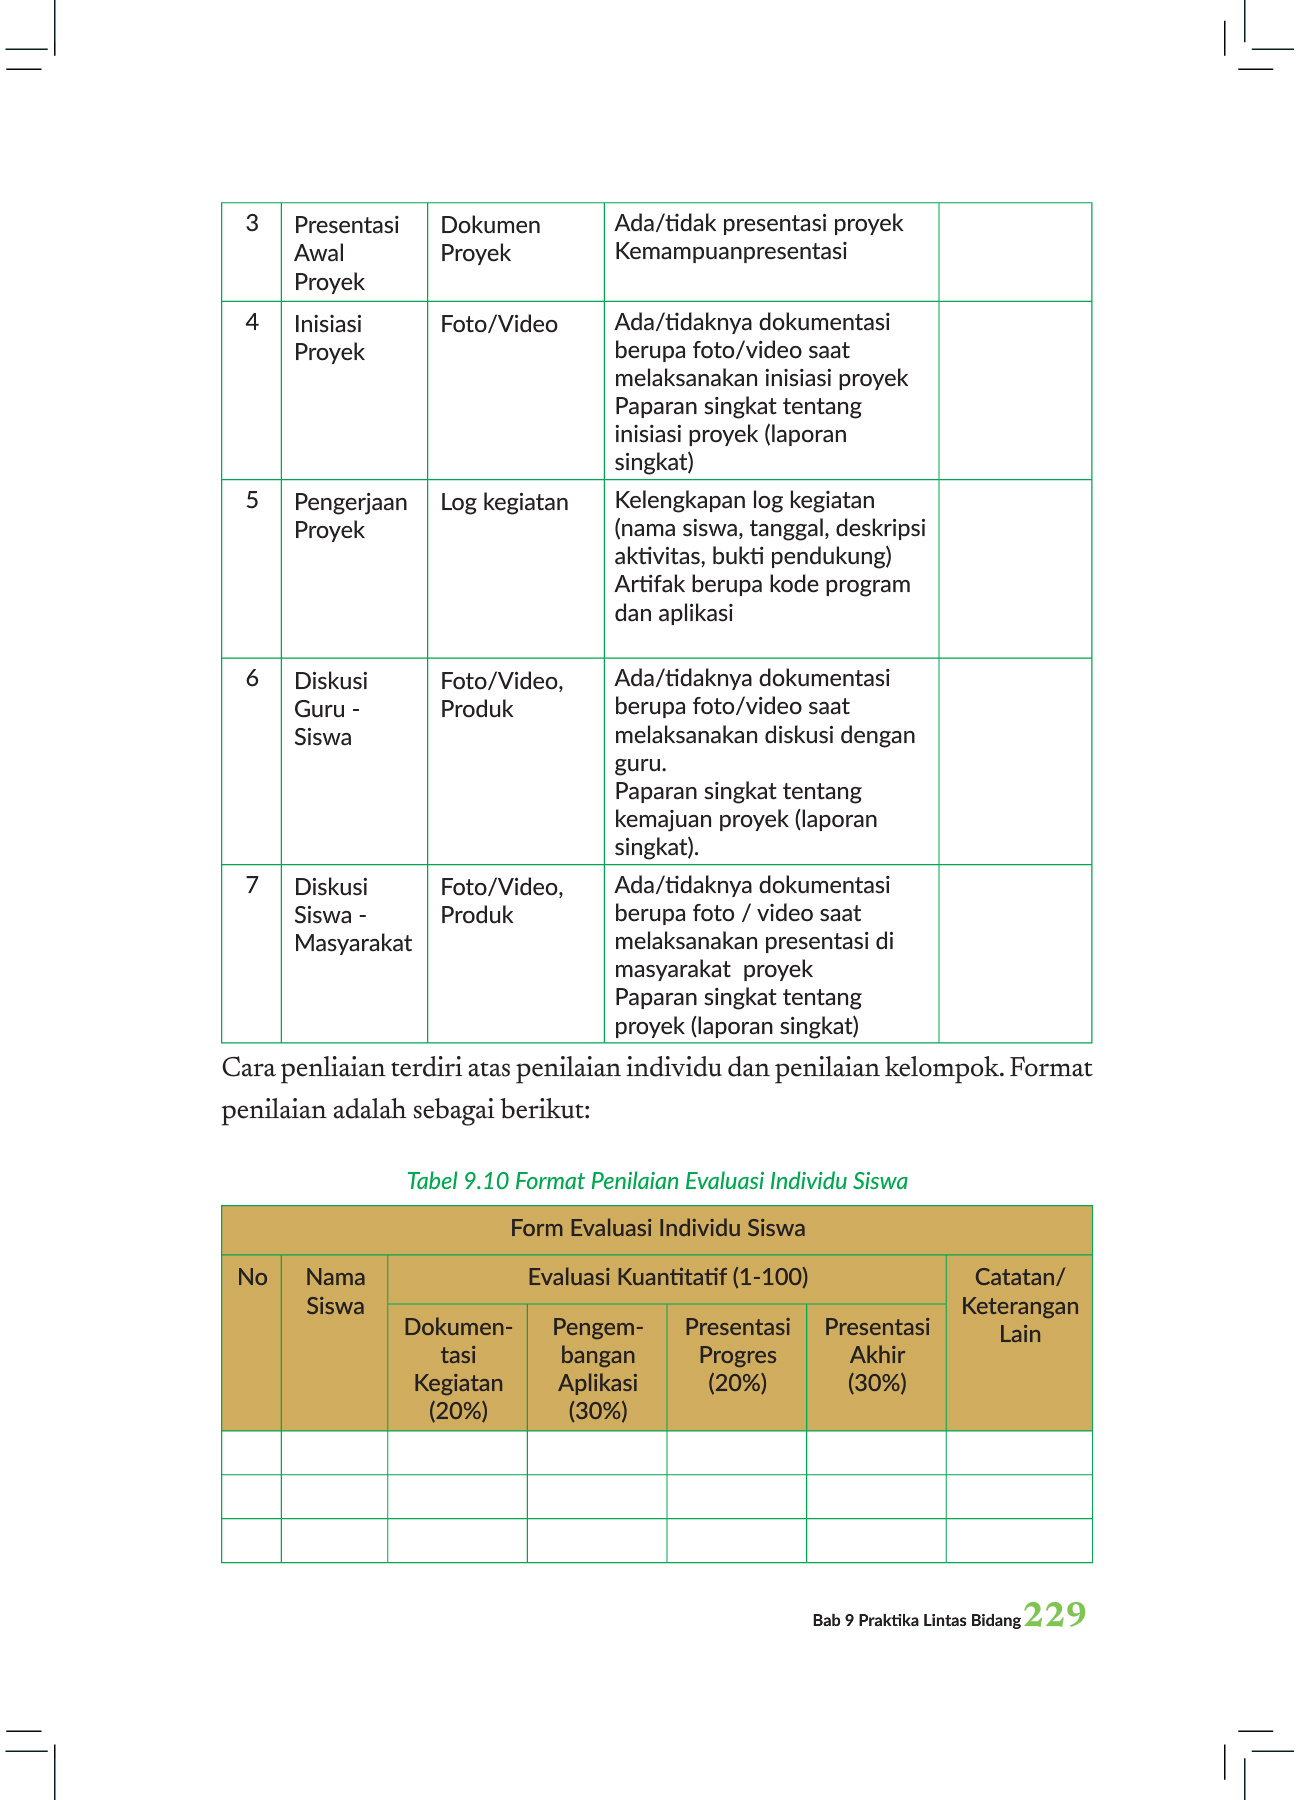 3
Presentasi
Awal
Proyek
Dokumen
Proyek
Ada/tidak presentasi proyek
Kemampuanpresentasi
4
Inisiasi
Proyek
Foto/Video
Ada/tidaknya dokumentasi
berupa foto/video saat
melaksanakan inisiasi proyek
Paparan singkat tentang
inisiasi proyek (laporan
singkat)
5
Pengerjaan
Proyek
Log kegiatan
Kelengkapan log kegiatan
(nama siswa, tanggal, deskripsi
aktivitas, bukti pendukung)
Artifak berupa kode program
dan aplikasi
6
Diskusi
Guru -
Siswa
Foto/Video,
Produk
Ada/tidaknya dokumentasi
berupa foto/video saat
melaksanakan diskusi dengan
guru.
Paparan singkat tentang
kemajuan proyek (laporan
singkat).
7
Diskusi
Siswa -
Masyarakat
Foto/Video,
Produk
Ada/tidaknya dokumentasi
berupa foto / video saat
melaksanakan presentasi di
masyarakat  proyek
Paparan singkat tentang
proyek (laporan singkat)
Cara penliaian terdiri atas penilaian individu dan penilaian kelompok. Format
penilaian adalah sebagai berikut:
Tabel 9.10 Format Penilaian Evaluasi Individu Siswa
Form Evaluasi Individu Siswa
No
Nama
Siswa
Evaluasi Kuantitatif (1-100)
Catatan/
Keterangan
Lain
Dokumen-
tasi
Kegiatan
(20%)
Pengem-
bangan
Aplikasi
(30%)
Presentasi
Progres
(20%)
Presentasi
Akhir
(30%)
Bab 9 Praktika Lintas Bidang 229